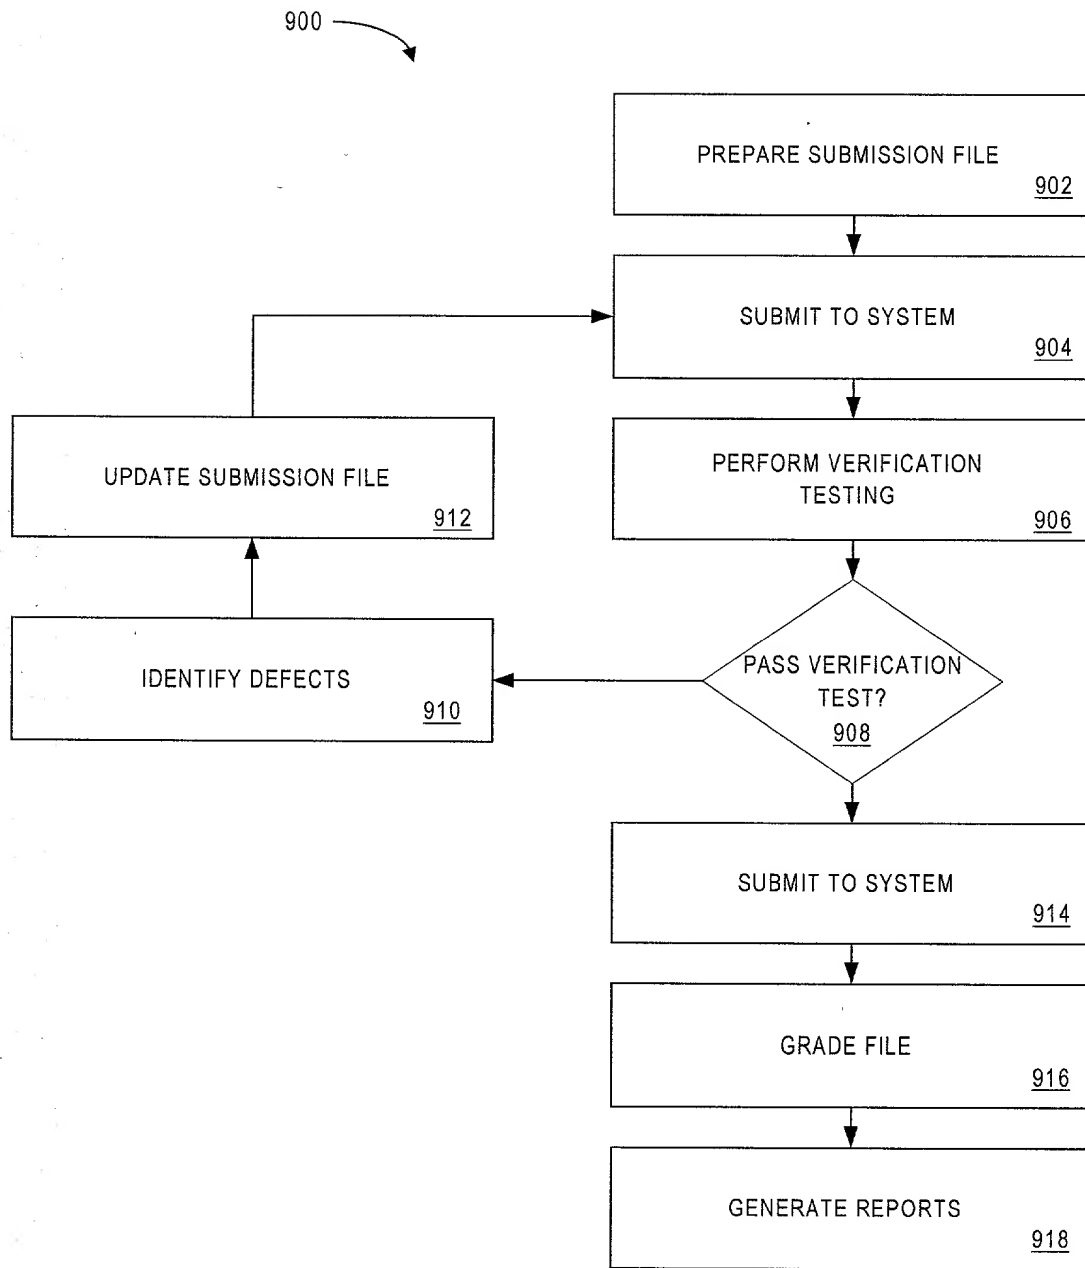 900
PREPARE SUBMISSION FILE
902
SUBMIT TO SYSTEM
904
PERFORM VERIFICATION
TESTING
906
PASS VERIFICATION
TEST?
908
IDENTIFY DEFECTS
910
UPDATE SUBMISSION FILE
912
SUBMIT TO SYSTEM
914
GRADE FILE
916
GENERATE REPORTS
918